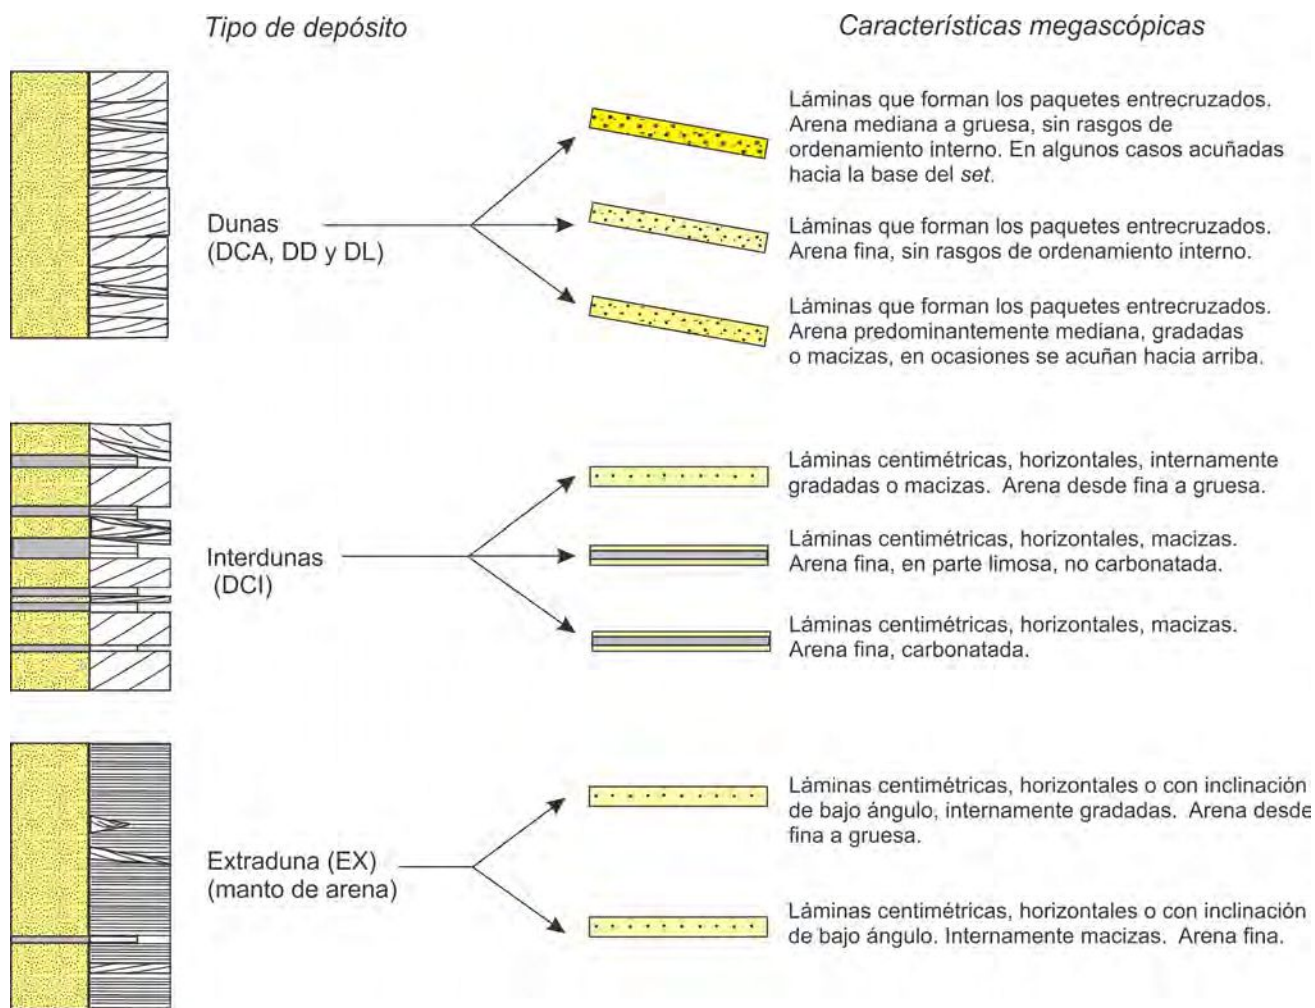 Tipo de depósito
Características megascópicas
Dunas
(DCA, DD y DL)
Láminas que forman los paquetes entrecruzados.
Arena mediana a gruesa, sin rasgos de
ordenamiento interno. En algunos casos acuñadas
hacia la base del set.
Láminas que forman los paquetes entrecruzados.
Arena fina, sin rasgos de ordenamiento interno.
Láminas que forman los paquetes entrecruzados.
Arena predominantemente mediana, gradadas
o macizas, en ocasiones se acuñan hacia arriba.
Interdunas
(DCI)
Láminas centimétricas, horizontales, internamente
gradadas o macizas. Arena desde fina a gruesa.
Láminas centimétricas, horizontales, macizas.
Arena fina, en parte limosa, no carbonatada.
Láminas centimétricas, horizontales, macizas.
Arena fina, carbonatada.
Extraduna (EX)
(manto de arena)
Láminas centimétricas, horizontales o con inclinación
de bajo ángulo, internamente gradadas. Arena desde
fina a gruesa.
Láminas centimétricas, horizontales o con inclinación
de bajo ángulo. Internamente macizas. Arena fina.